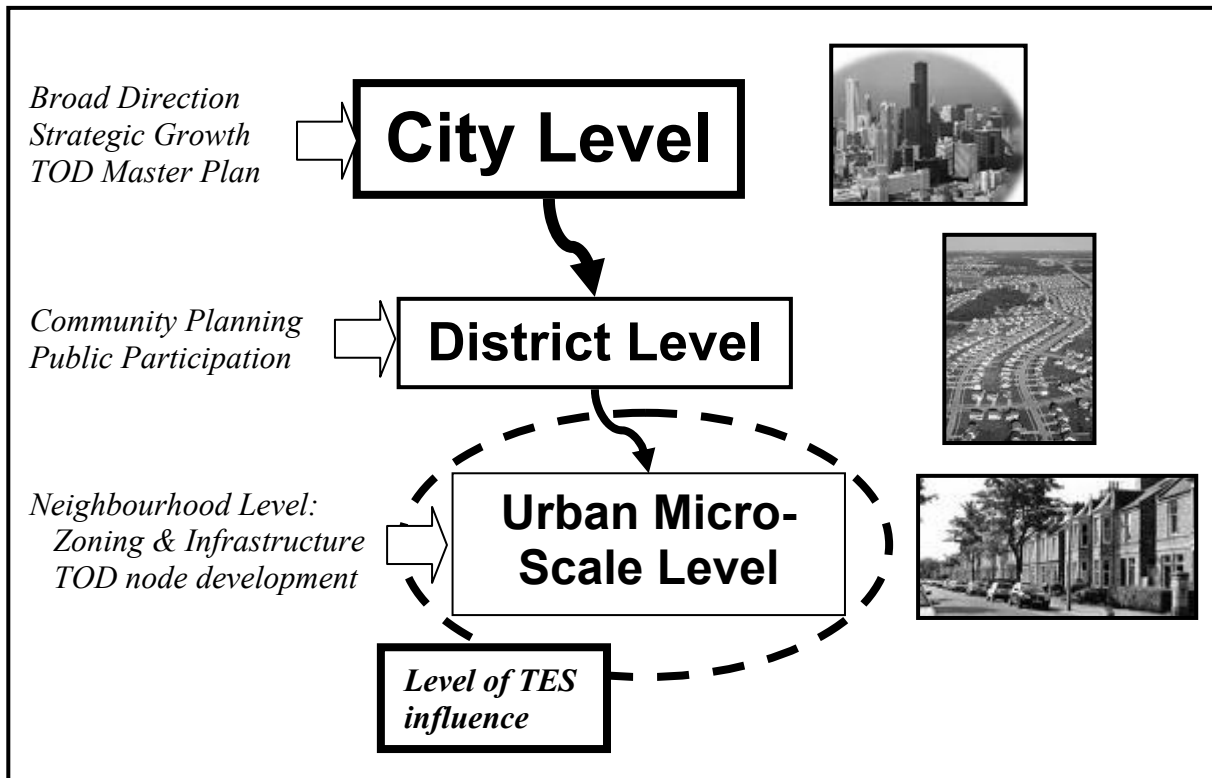 Broad Direction
Strategic Growth
TOD Master Plan
City Level
Community Planning
Public Participation
District Level
Neighbourhood Level:
Zoning & Infrastructure
TOD node development
Urban Micro-
Scale Level
Level of TES
influence